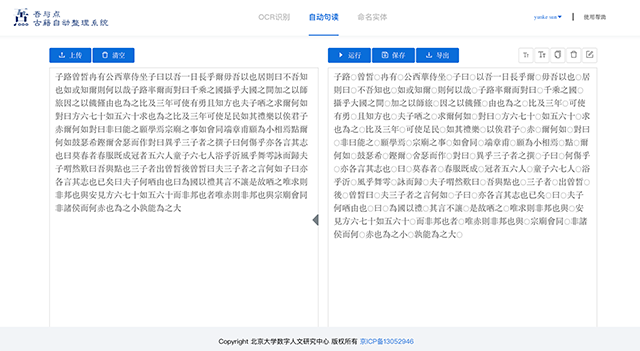 吾与点
古籍自动整理系统
OCR识别
自动句读
命名实体
yunke sun
使用帮助
上传
清空
运行
保存
导出
子路曾皙冉有公西華侍坐子曰以吾一日長乎爾毋吾以也居則曰不吾知
也如或知爾則何以哉子路率爾而對曰千乘之國攝乎大國之間加之以師
旅因之以饑饉由也為之比及三年可使有勇且知方也夫子哂之求爾何如
對曰方六七十如五六十求也為之比及三年可使足民如其禮樂以俟君子
赤爾何如對曰非曰能之願學焉宗廟之事如會同端章甫願為小相焉點爾
何如鼓瑟希鏗爾舍瑟而作對曰異乎三子者之撰子曰何傷乎亦各言其志
也曰莫春者春服既成冠者五六人童子六七人浴乎沂風乎舞雩詠而歸夫
子喟然歎曰吾與點也三子者出曾皙後曾皙曰夫三子者之言何如子曰亦
各言其志也已矣曰夫子何哂由也曰為國以禮其言不讓是故哂之唯求則
非邦也與安見方六七十如五六十而非邦也者唯赤則非邦也與宗廟會同
非諸侯而何赤也為之小孰能為之大
子路○曾皙○冉有○公西華侍坐○子曰○以吾一日長乎爾○毋吾以也○居
則曰○不吾知也○如或知爾○則何以哉○子路率爾而對曰○千乘之國○
攝乎大國之間○加之以師旅○因之以饑饉○由也為之○比及三年○可使
有勇○且知方也○夫子哂之○求爾何如○對曰○方六七十○如五六十○求
也為之○比及三年○可使足民○如其禮樂○以俟君子○赤○爾何如○對曰
○非曰能之○願學焉○宗廟之事○如會同○端章甫○願為小相焉○點○爾
何如○鼓瑟希○鏗爾○舍瑟而作○對曰○異乎三子者之撰○子曰○何傷乎
○亦各言其志也○曰○莫春者○春服既成○冠者五六人○童子六七人○浴
乎沂○風乎舞雩○詠而歸○夫子喟然歎曰○吾與點也○三子者出○曾皙
後○曾皙曰○夫三子者之言何如○子曰○亦各言其志也已矣○曰○夫子
何哂由也○曰○為國以禮○其言不讓○是故哂之○唯求則非邦也與○安
見方六七十○如五六十○而非邦也者○唯赤則非邦也與○宗廟會同○非諸
侯而何○赤也為之小○孰能為之大○
Copyright 北京大学数字人文研究中心 版权所有 京ICP备13052946